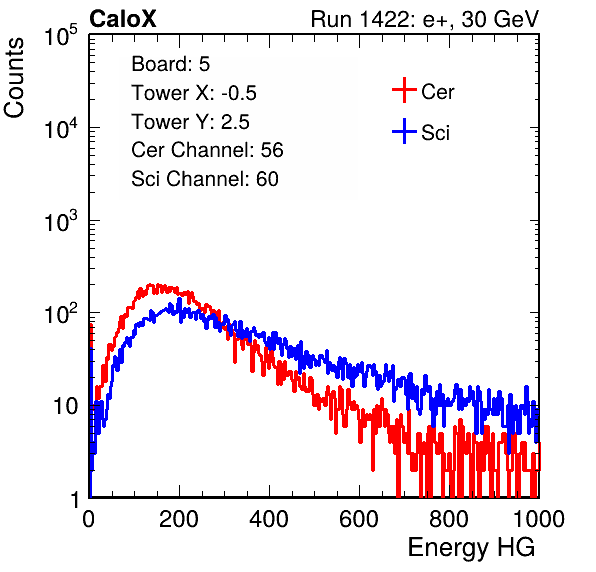 CaloX Run 1422: e+, 30 GeV
Counts
Board: 5
Tower X: -0.5
Tower Y: 2.5
Cer Channel: 56
Sci Channel: 60
Cer
Sci
10^5
10^4
10^3
10^2
10
1
0 200 400 600 800 1000
Energy HG